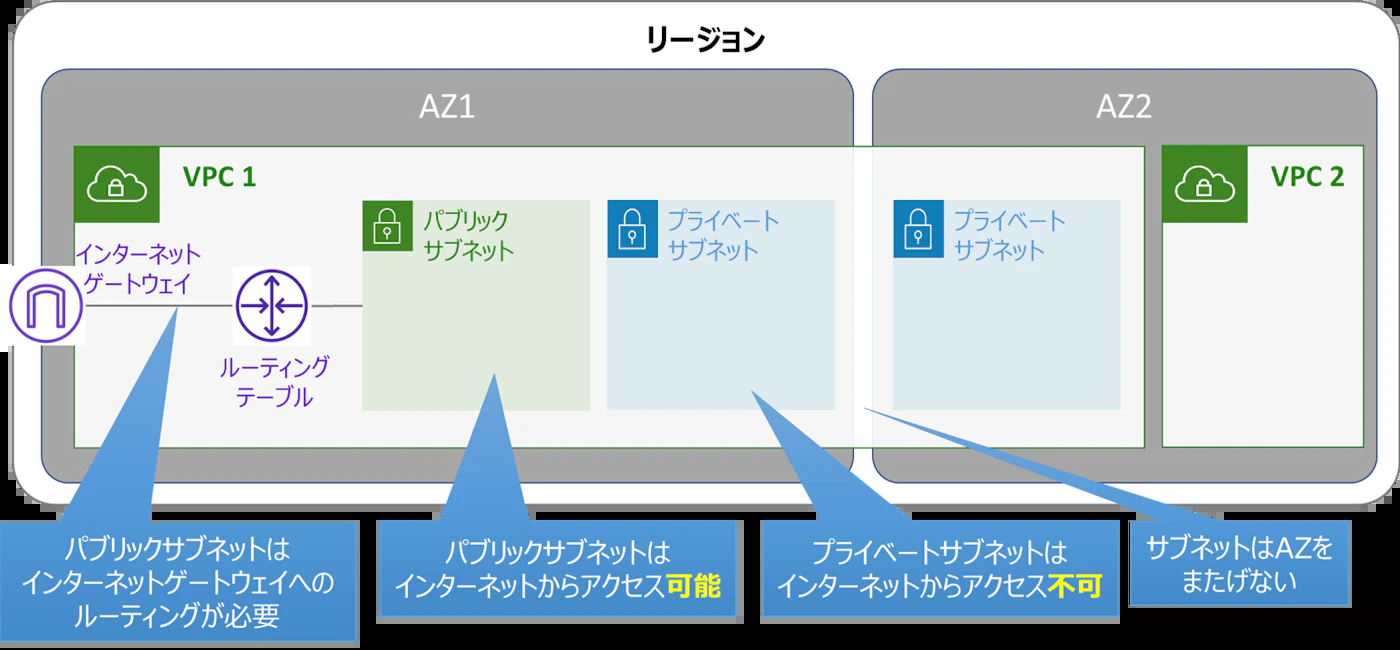 リージョン
AZ1
AZ2
VPC 1
VPC 2
インターネット
ゲートウェイ
ルーティング
テーブル
パブリック
サブネット
プライベート
サブネット
プライベート
サブネット
パブリックサブネットは
インターネットゲートウェイへの
ルーティングが必要
パブリックサブネットは
インターネットからアクセス可能
プライベートサブネットは
インターネットからアクセス不可
サブネットはAZを
またげない